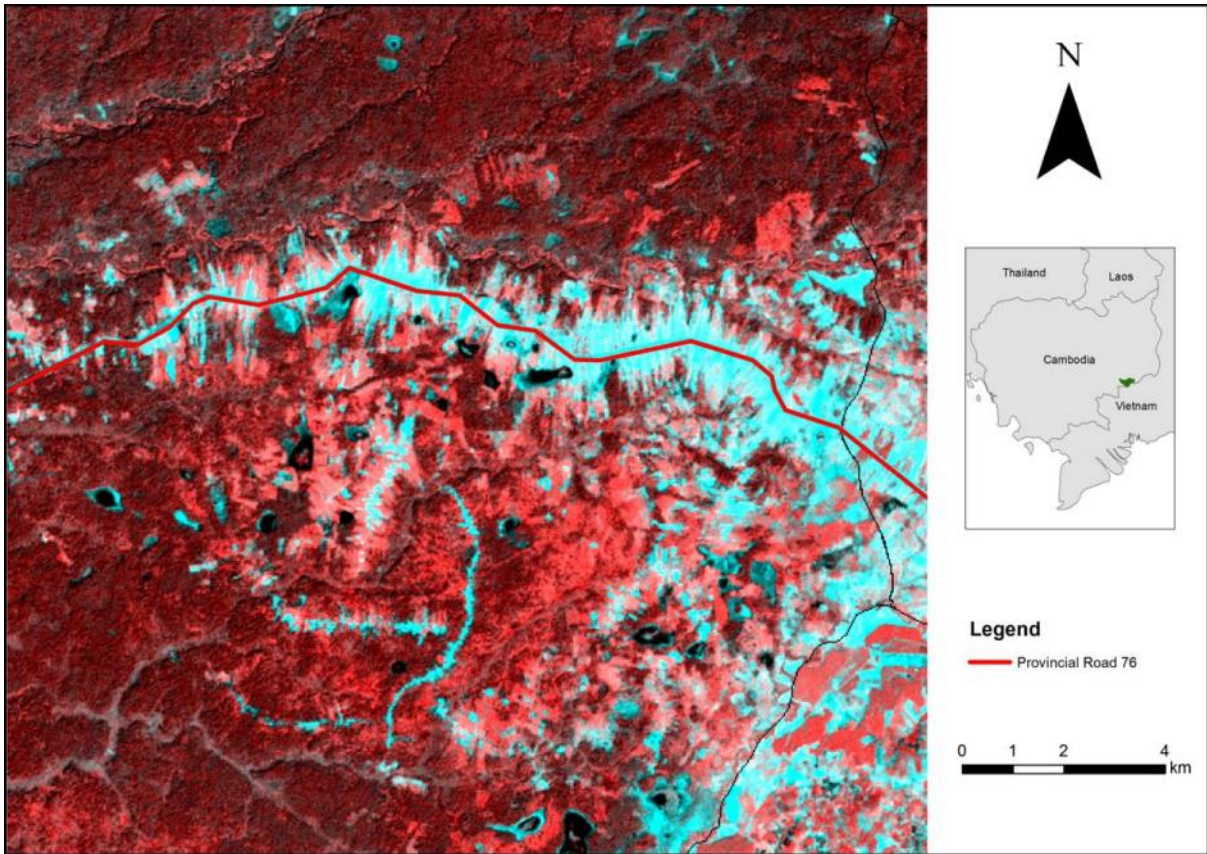 N
Thailand
Laos
Cambodia
Vietnam
Legend
Provincial Road 76
0 1 2 4
km